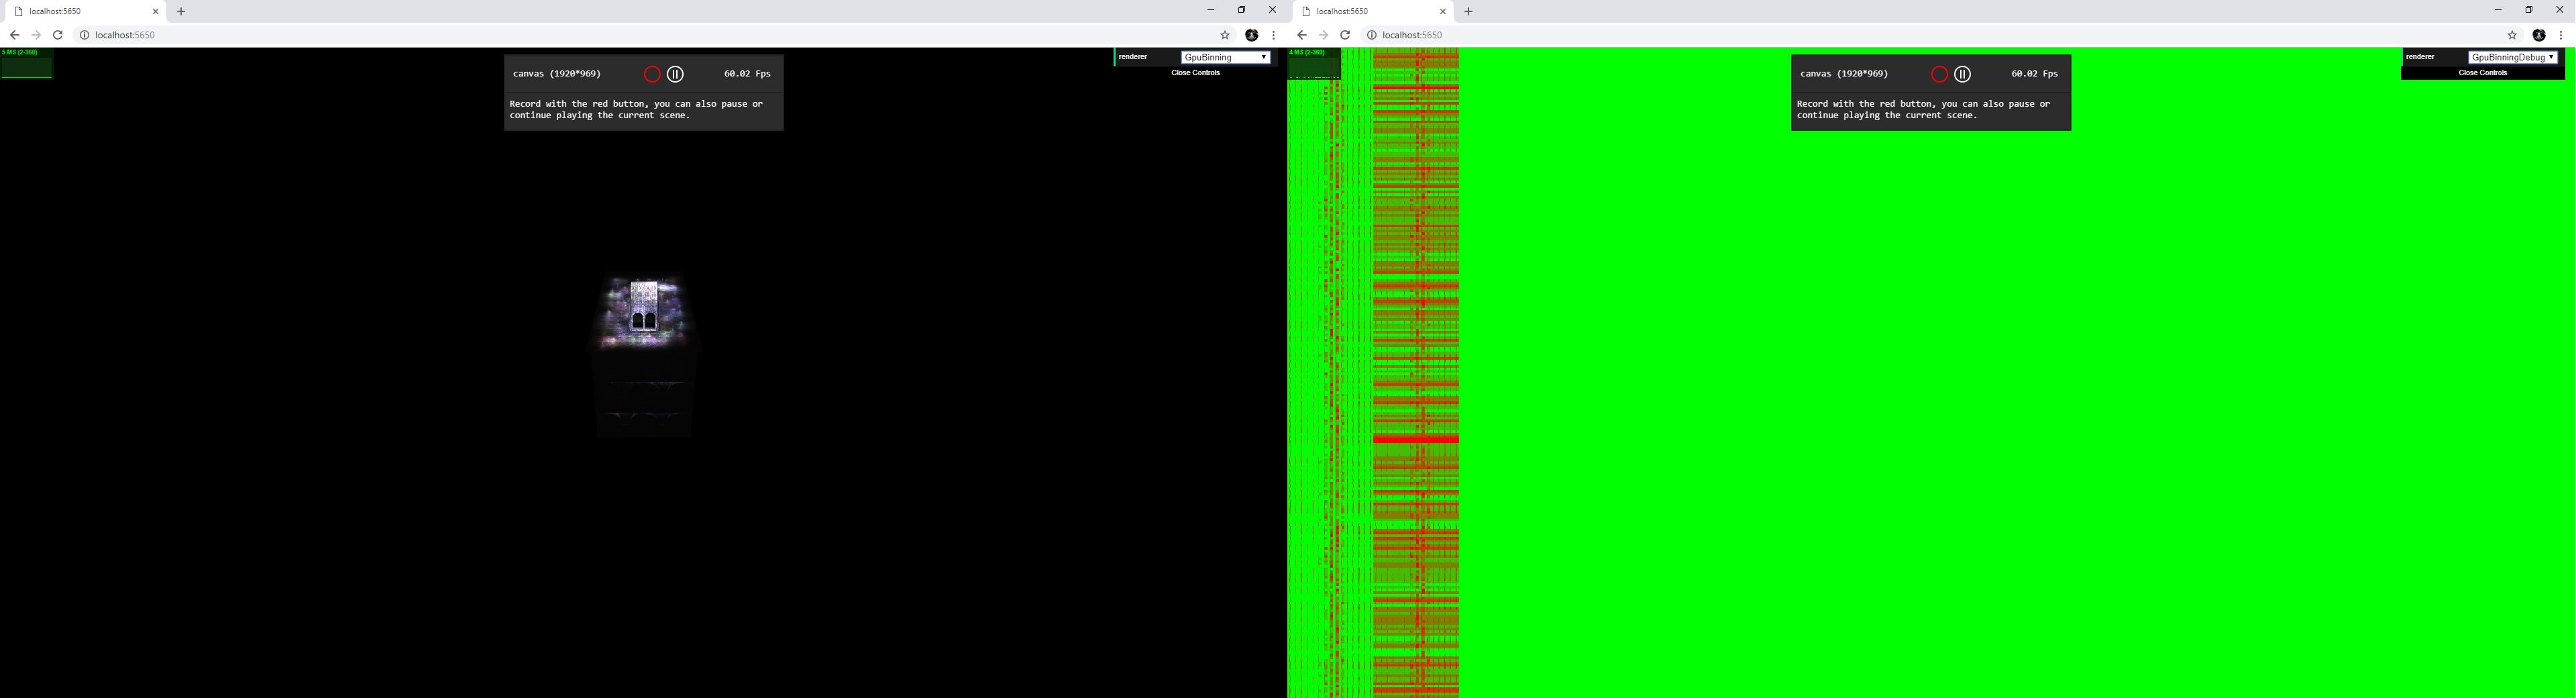 localhost:5650
localhost:5650
5 MS (2-360)
canvas (1920*969)
60.02 Fps
Record with the red button, you can also pause or
continue playing the current scene.
renderer
GpuBinning
Close Controls
localhost:5650
localhost:5650
4 MS (2-360)
canvas (1920*969)
60.02 Fps
Record with the red button, you can also pause or
continue playing the current scene.
renderer
GpuBinningDebug
Close Controls